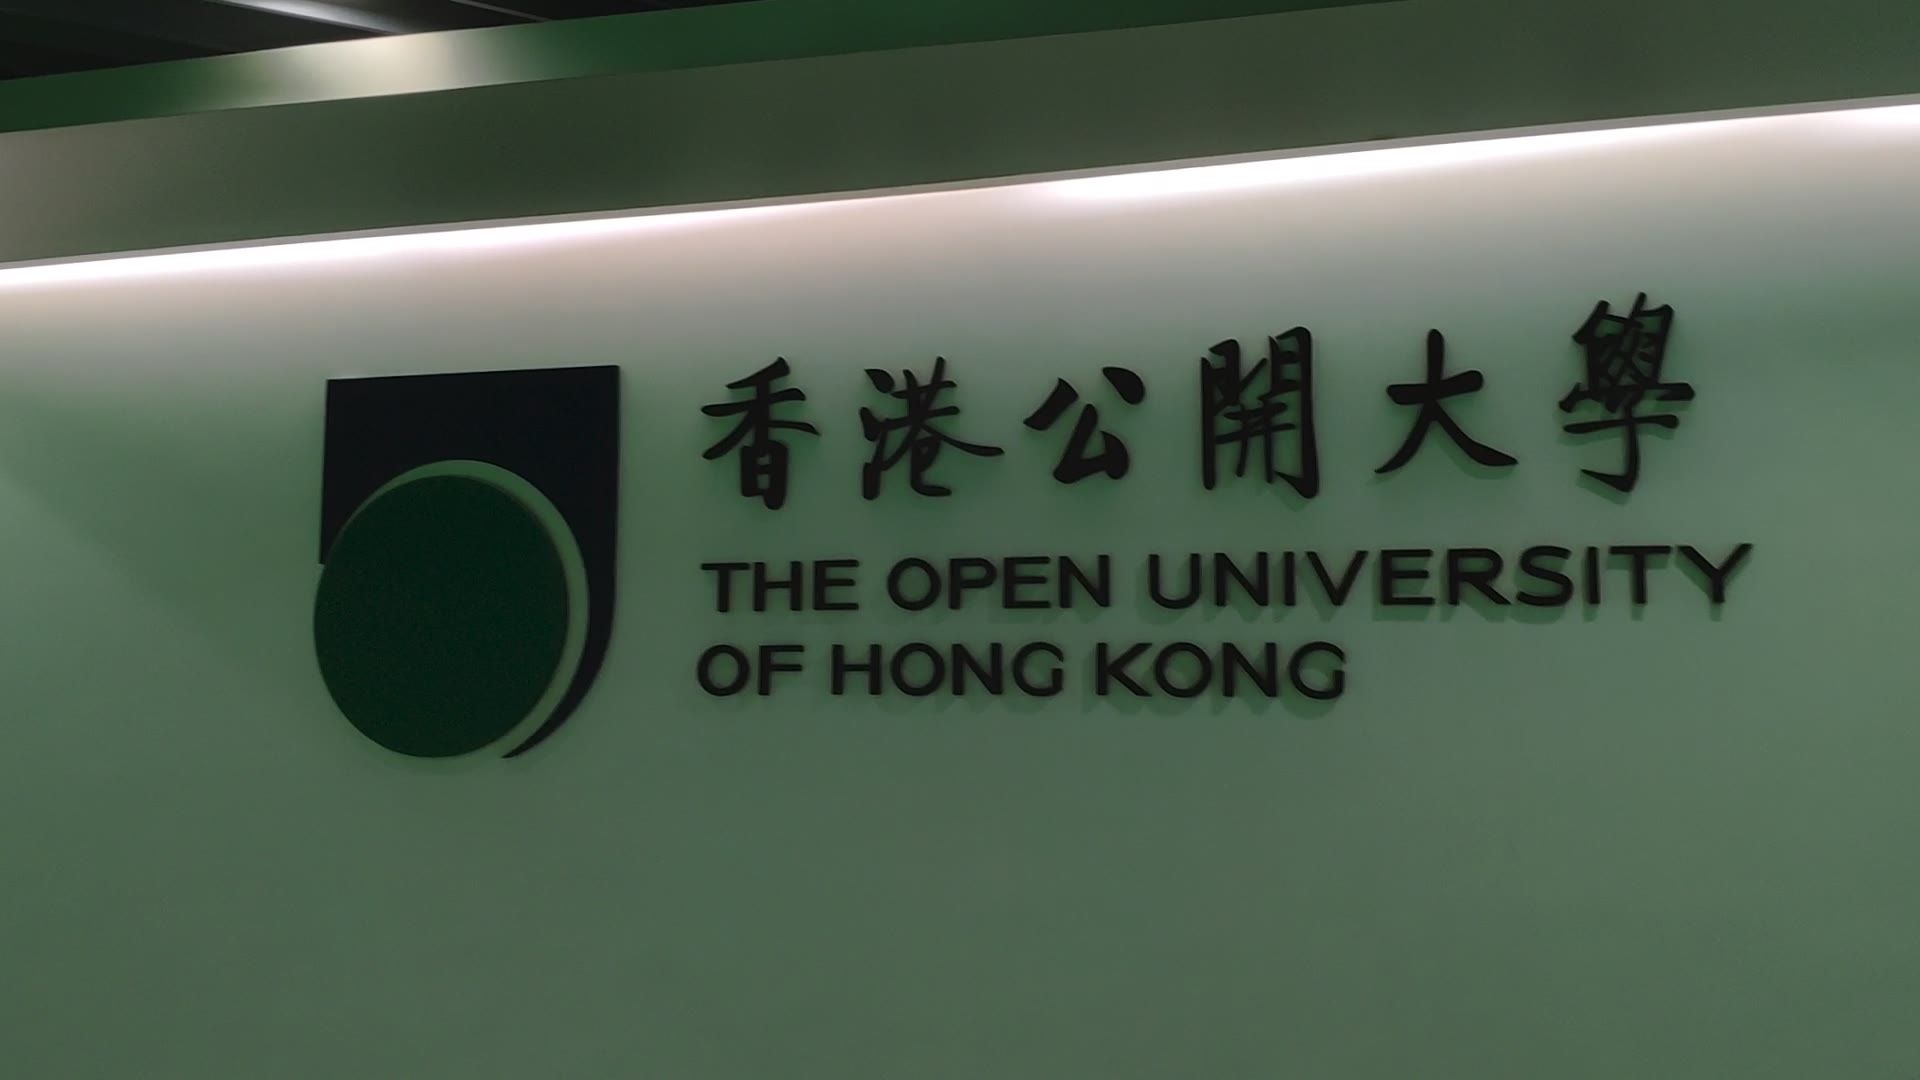 香港公開大學
THE OPEN UNIVERSITY
OF HONG KONG